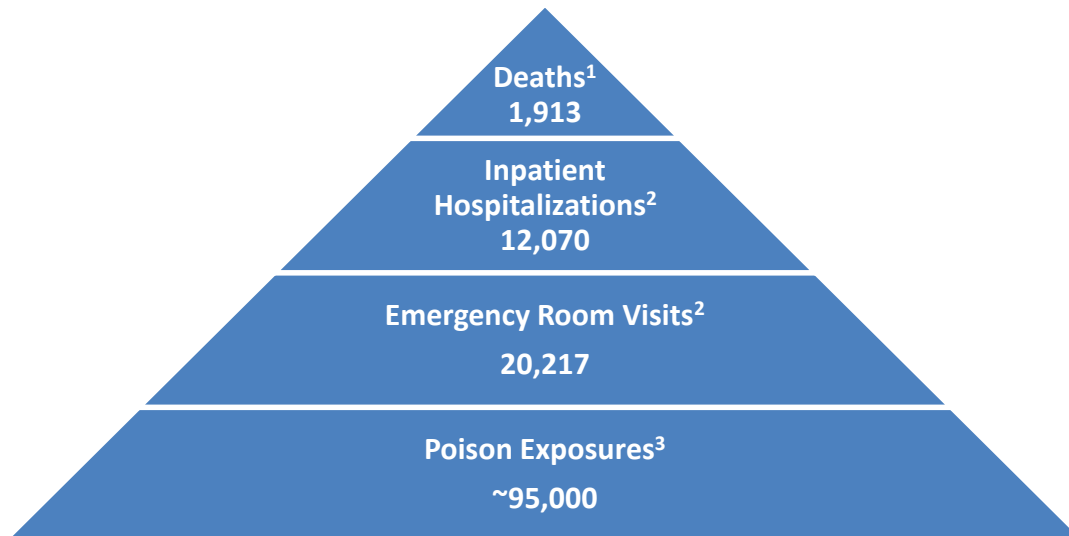 Deaths¹
1,913
Inpatient
Hospitalizations²
12,070
Emergency Room Visits²
20,217
Poison Exposures³
~95,000